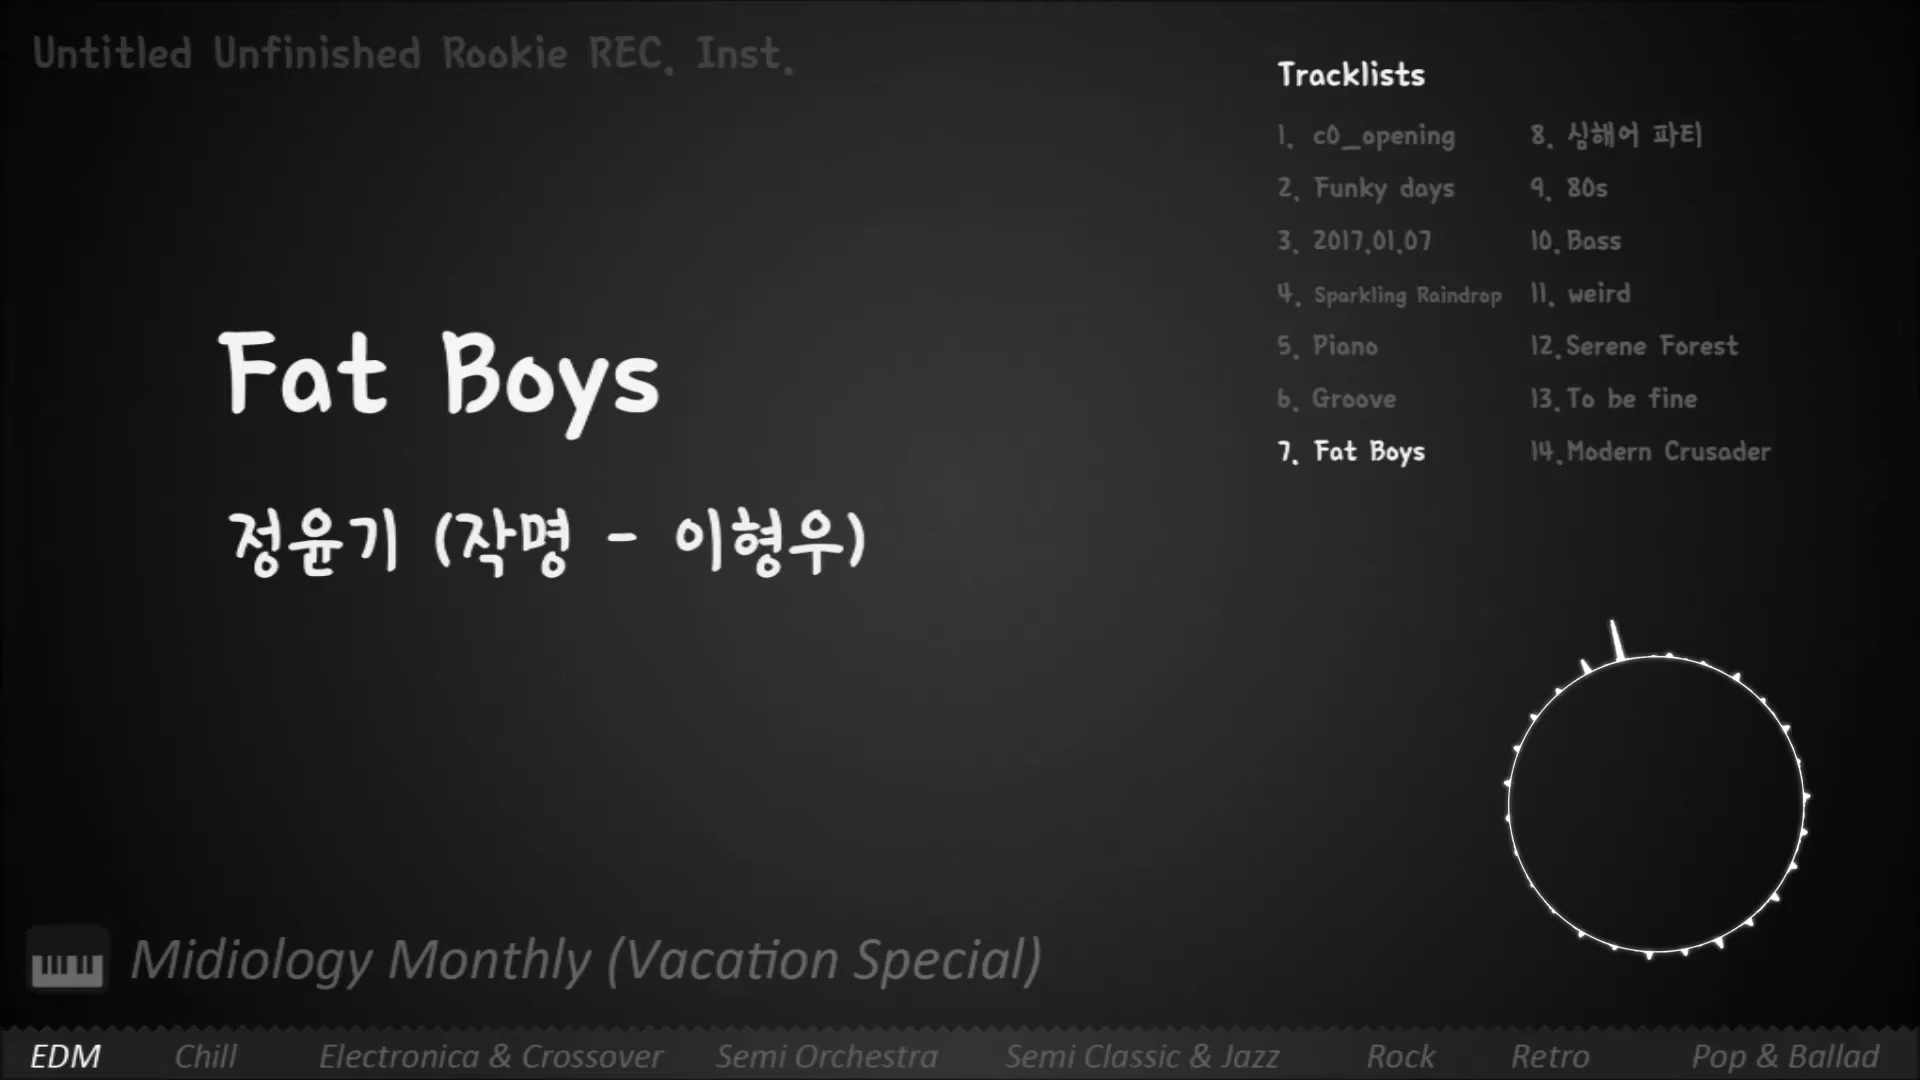 Untitled Unfinished Rookie REC. Inst.
Tracklists
1. c0_opening
2. Funky days
3. 2017.01.07
4. Sparkling Raindrop
5. Piano
6. Groove
7. Fat Boys
8. 심해어 파티
9. 80s
10. Bass
11. weird
12. Serene Forest
13. To be fine
14. Modern Crusader
Fat Boys
정윤기 (작명 - 이형우)
Midiology Monthly (Vacation Special)
EDM Chill Electronica & Crossover Semi Orchestra Semi Classic & Jazz Rock Retro Pop & Ballad